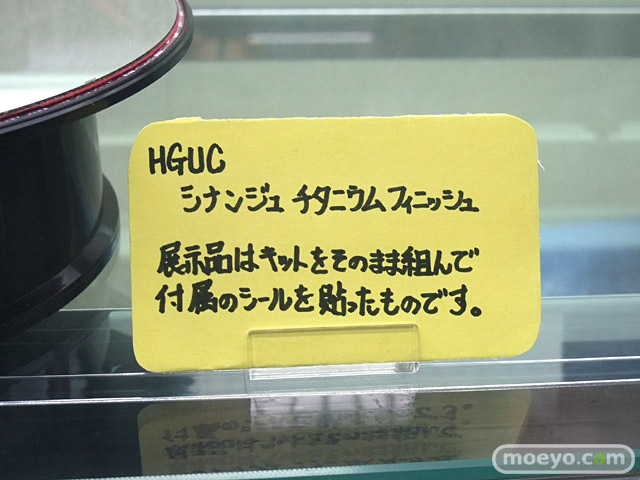 HGUC
シナンジュ チタニウムフィニッシュ
展示品はキットをそのまま組んで
付属のシールを貼ったものです。
moeyo.com